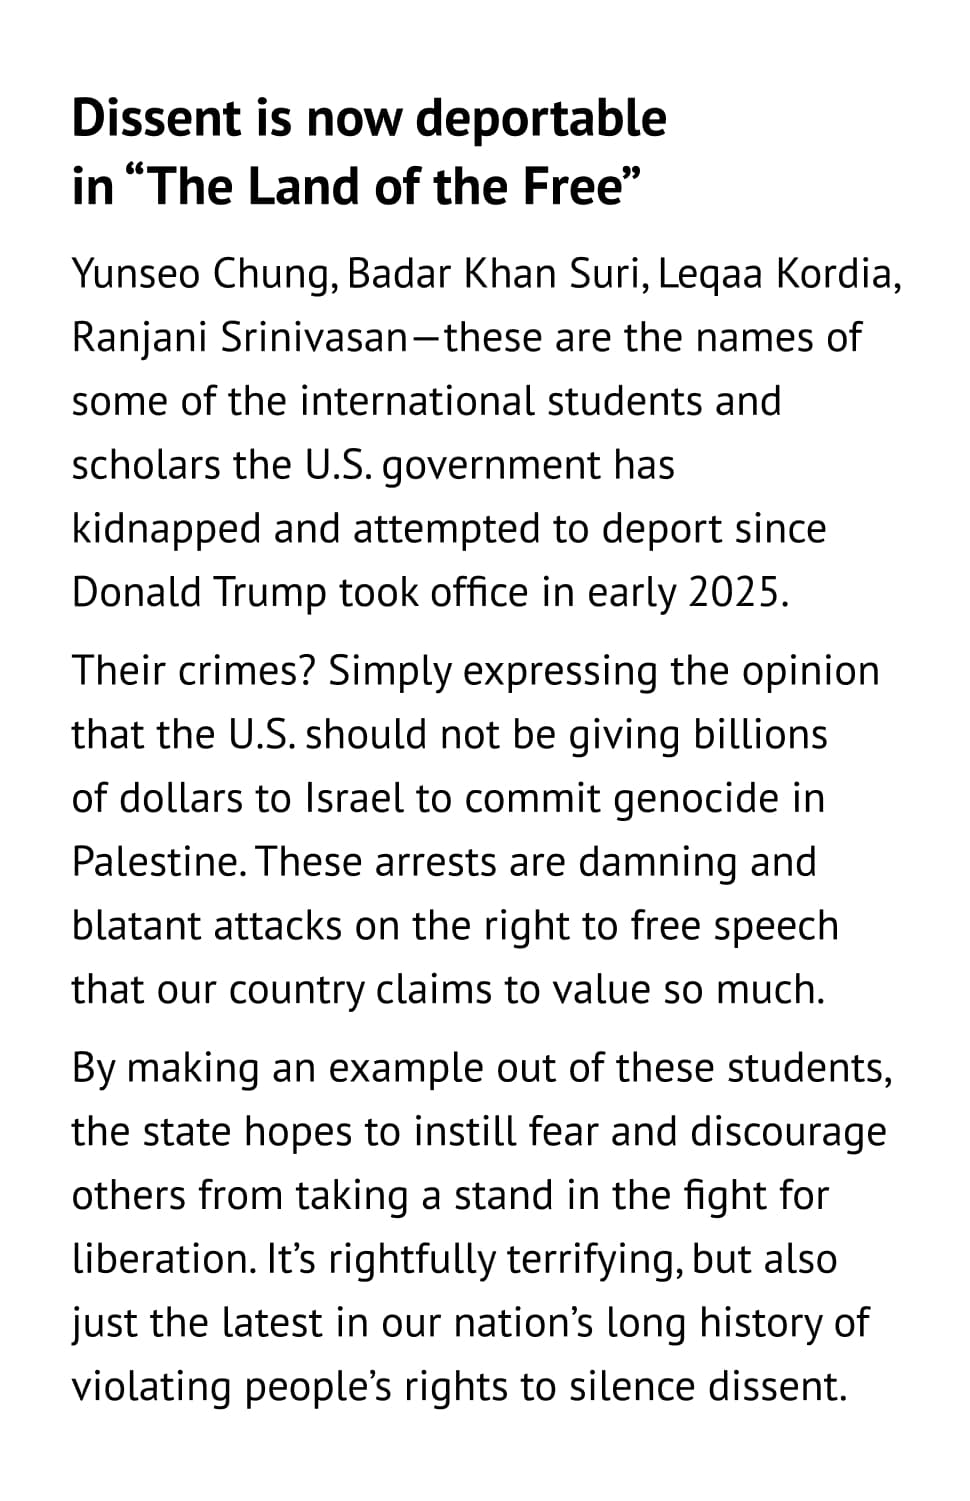 Dissent is now deportable
in “The Land of the Free”
Yunseo Chung, Badar Khan Suri, Leqaa Kordia,
Ranjani Srinivasan—these are the names of
some of the international students and
scholars the U.S. government has
kidnapped and attempted to deport since
Donald Trump took office in early 2025.
Their crimes? Simply expressing the opinion
that the U.S. should not be giving billions
of dollars to Israel to commit genocide in
Palestine. These arrests are damning and
blatant attacks on the right to free speech
that our country claims to value so much.
By making an example out of these students,
the state hopes to instill fear and discourage
others from taking a stand in the fight for
liberation. It’s rightfully terrifying, but also
just the latest in our nation’s long history of
violating people’s rights to silence dissent.